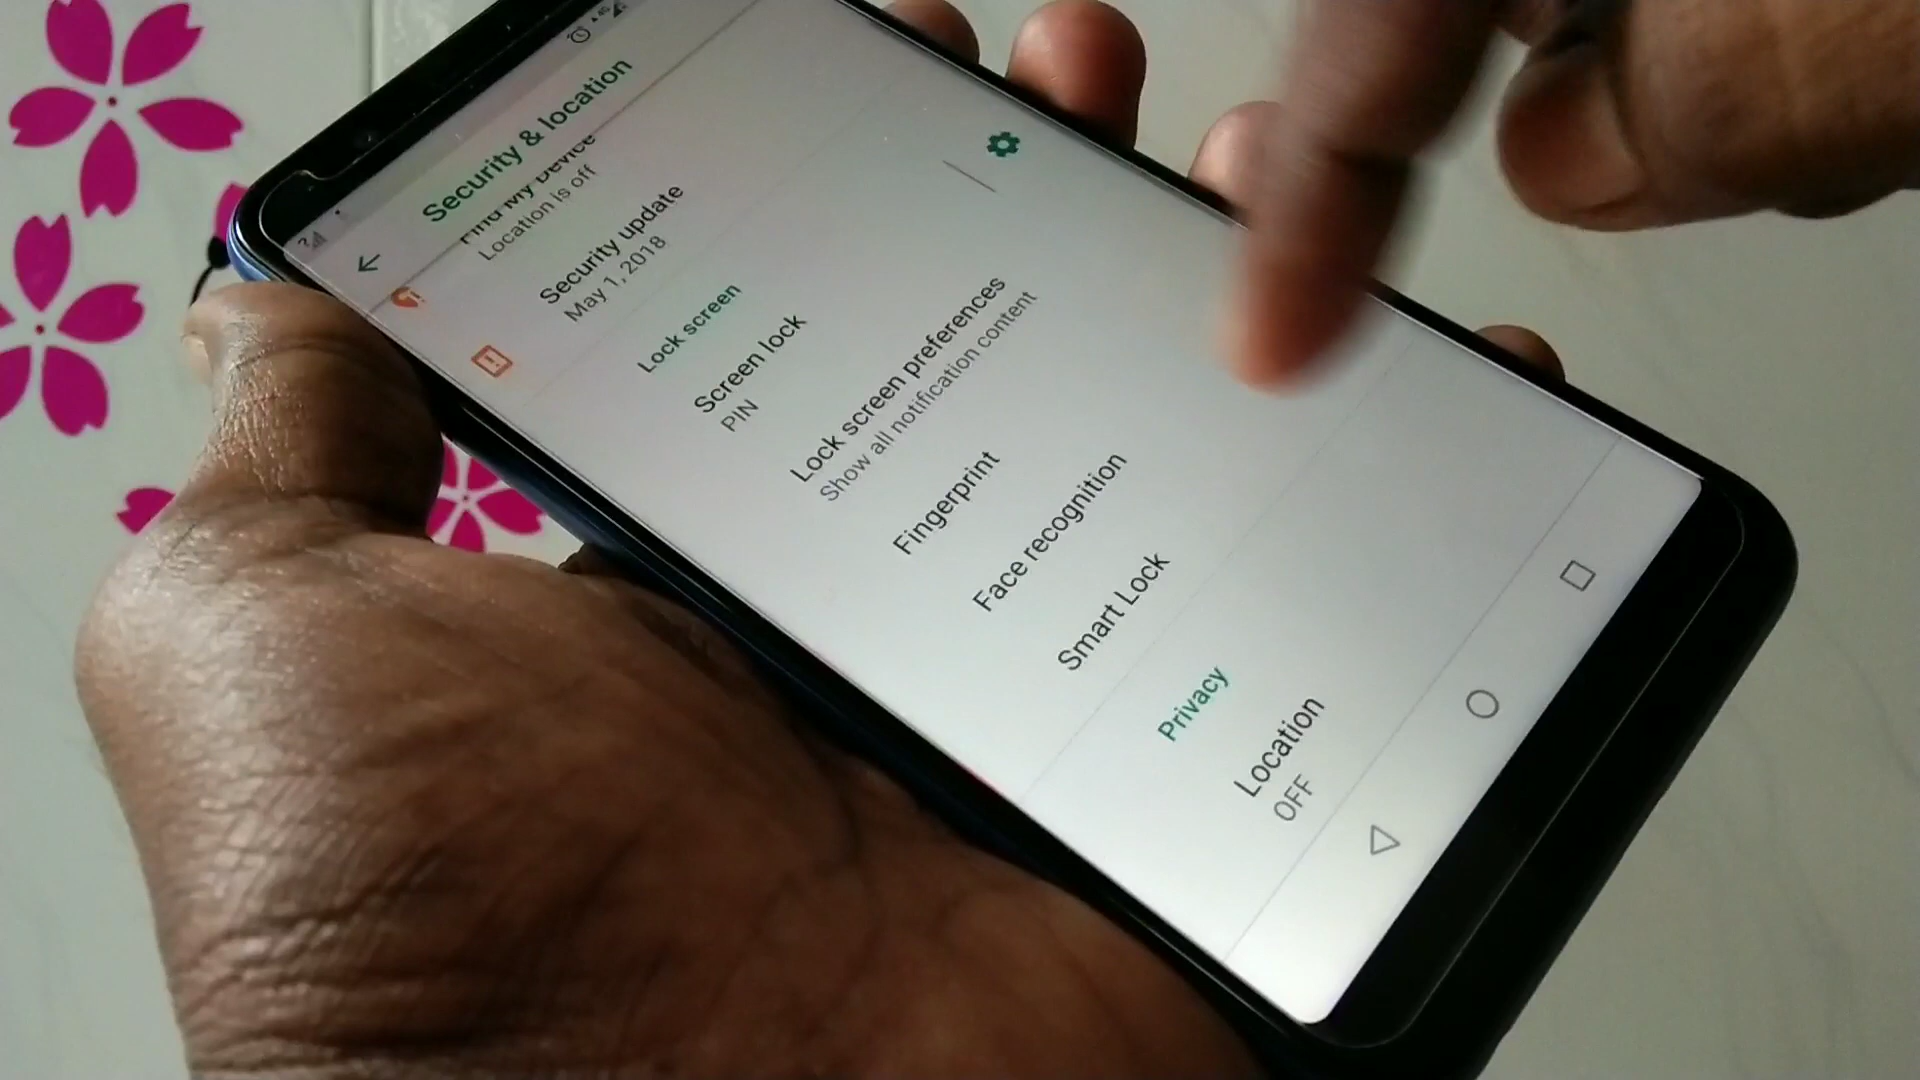 Security & location
Find My Device
Location is off
Security update
May 1, 2018
Lock screen
Screen lock
PIN
Lock screen preferences
Show all notification content
Fingerprint
Face recognition
Smart Lock
Privacy
Location
OFF